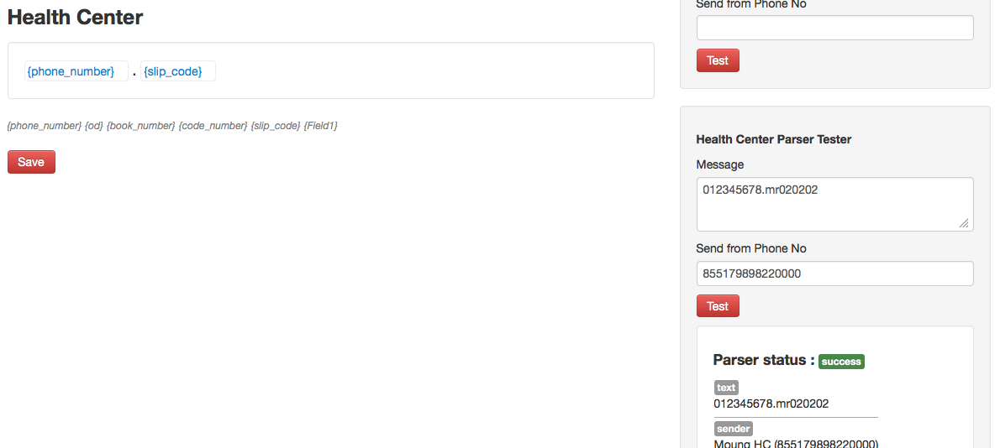 Health Center
{phone_number} . {slip_code}
{phone_number} {od} {book_number} {code_number} {slip_code} {Field1}
Save
Send from Phone No
Test
Health Center Parser Tester
Message
012345678.mr020202
Send from Phone No
855179898220000
Test
Parser status : success
text
012345678.mr020202
sender
Moung HC (855179898220000)